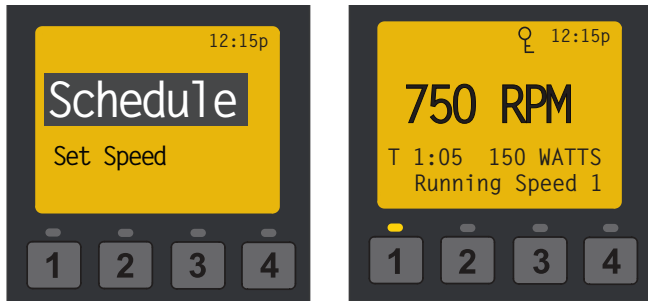 12:15p
Schedule
Set Speed
1 2 3 4
12:15p
750 RPM
T 1:05 150 WATTS
Running Speed 1
1 2 3 4